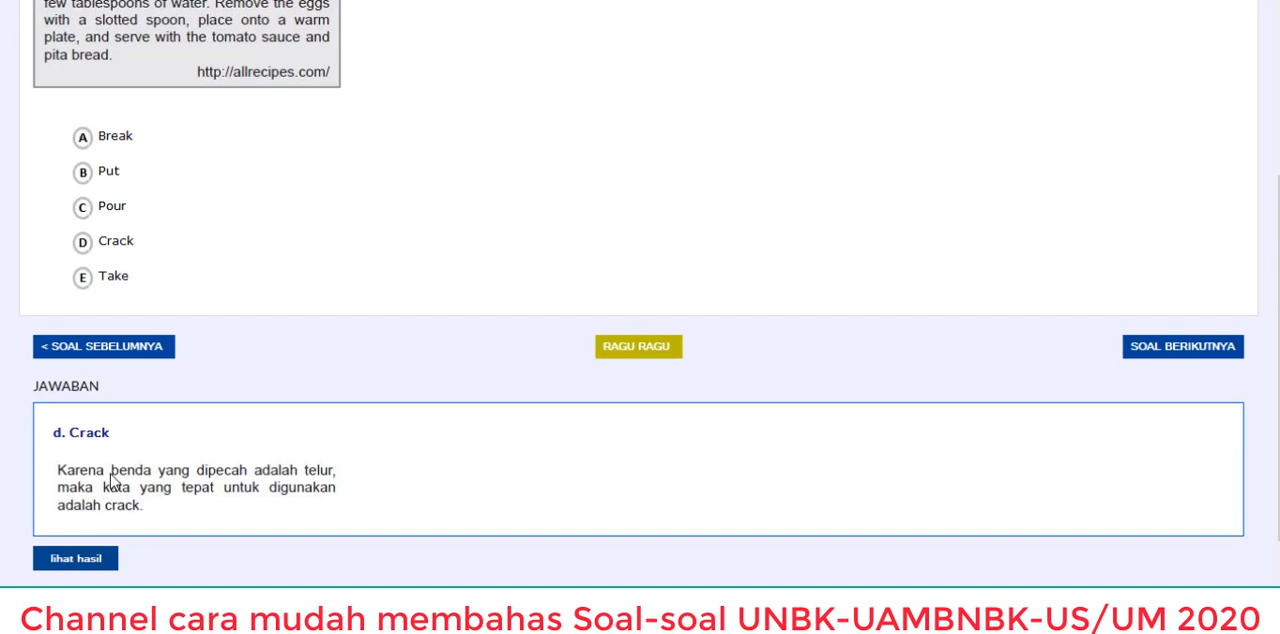 few tablespoons of water. Remove the eggs
with a slotted spoon, place onto a warm
plate, and serve with the tomato sauce and
pita bread.
http://allrecipes.com/
A Break
B Put
C Pour
D Crack
E Take
< SOAL SEBELUMNYA
RAGU RAGU
SOAL BERIKUTNYA
JAWABAN
d. Crack
Karena benda yang dipecah adalah telur,
maka kata yang tepat untuk digunakan
adalah crack.
lihat hasil
Channel cara mudah membahas Soal-soal UNBK-UAMBNBK-US/UM 2020